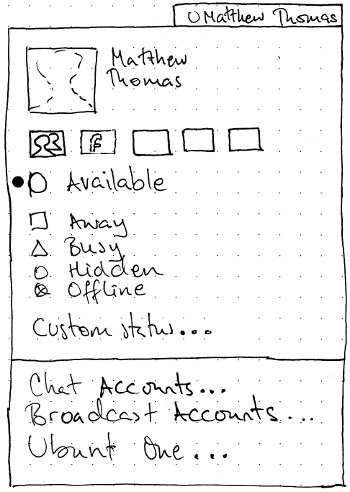 Matthew Thomas
Matthew
Thomas
f
Available
Away
Busy
Hidden
Offline
Custom status...
Chat Accounts...
Broadcast Accounts...
Ubunt One...